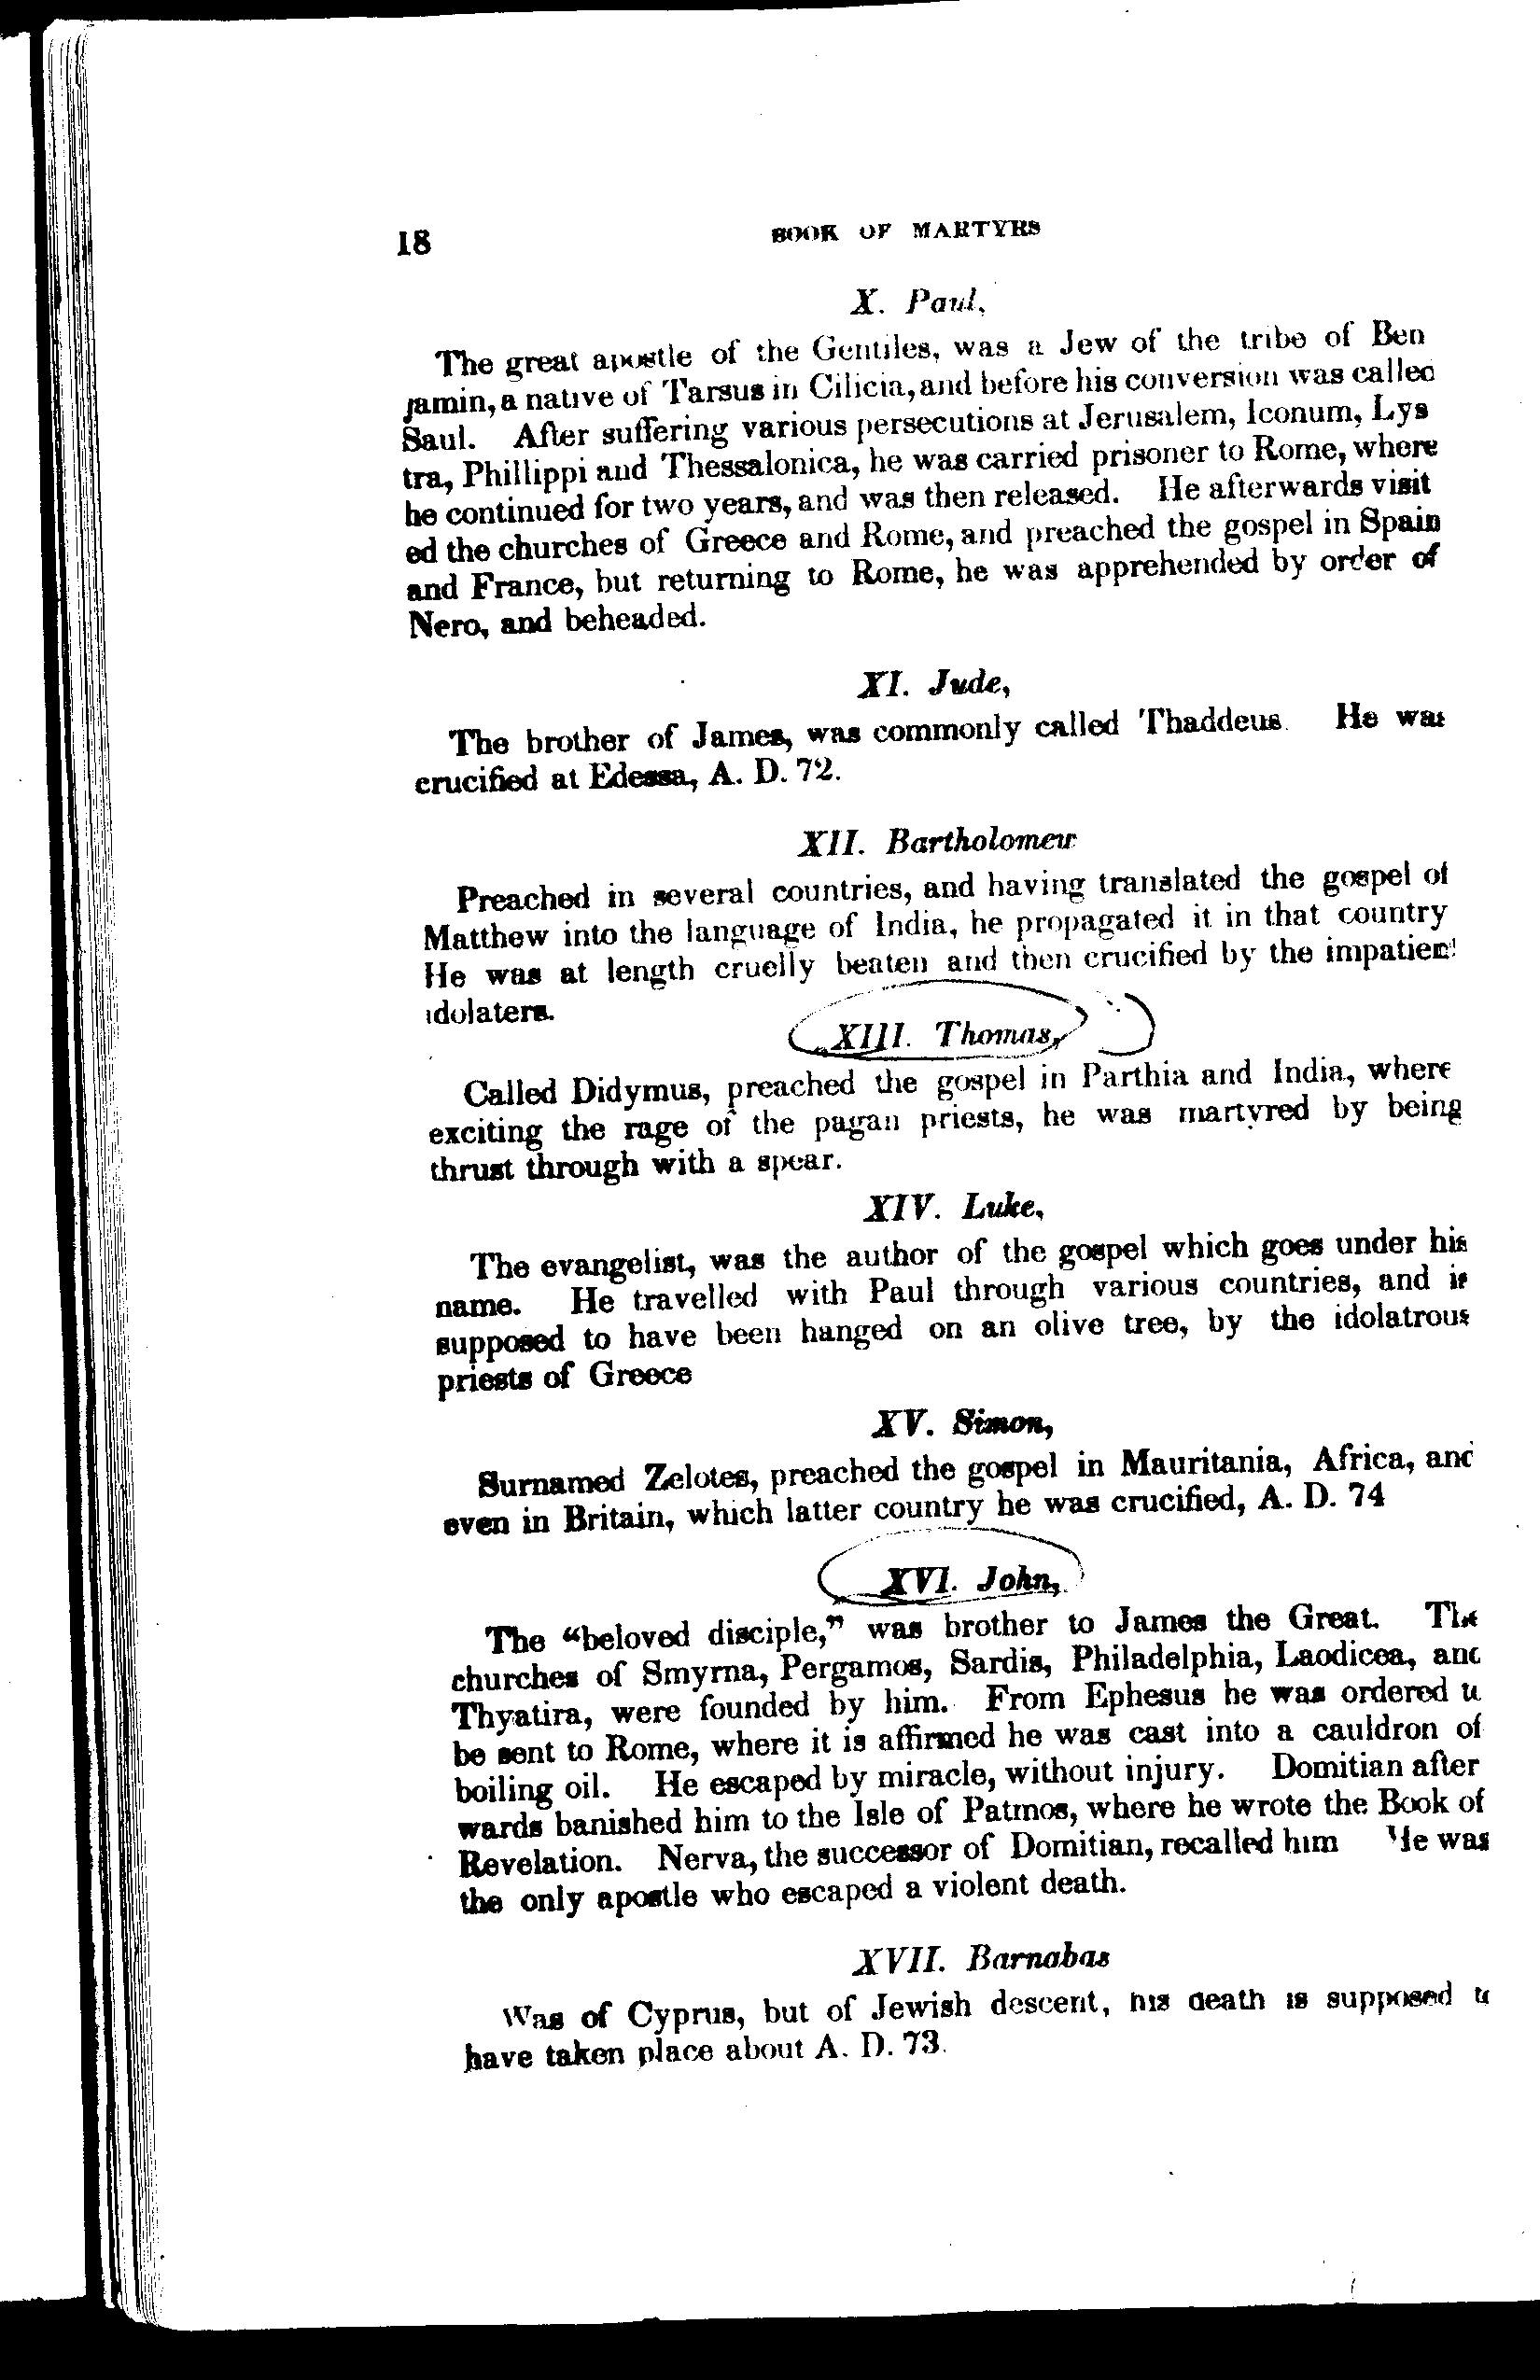 18 BOOK OF MARTYRS
X. Paul,
The great apostle of the Gentiles, was a Jew of the tribe of Ben
jamin, a native of Tarsus in Cilicia, and before his conversion was called
Saul. After suffering various persecutions at Jerusalem, Iconum, Lys
tra, Phillippi and Thessalonica, he was carried prisoner to Rome, where
he continued for two years, and was then released. He afterwards visit
ed the churches of Greece and Rome, and preached the gospel in Spain
and France, but returning to Rome, he was apprehended by order of
Nero, and beheaded.
XI. Jude,
The brother of James, was commonly called Thaddeus. He was
crucified at Edessa, A. D. 72.
XII. Bartholomew
Preached in several countries, and having translated the gospel of
Matthew into the language of India, he propagated it in that country
He was at length cruelly beaten and then crucified by the impatient
idolaters.
XIII. Thomas,
Called Didymus, preached the gospel in Parthia and India, where
exciting the rage of the pagan priests, he was martyred by being
thrust through with a spear.
XIV. Luke,
The evangelist, was the author of the gospel which goes under his
name. He travelled with Paul through various countries, and is
supposed to have been hanged on an olive tree, by the idolatrous
priests of Greece
XV. Simon,
Surnamed Zelotes, preached the gospel in Mauritania, Africa, and
even in Britain, which latter country he was crucified, A. D. 74
XVI. John,
The “beloved disciple,” was brother to James the Great. The
churches of Smyrna, Pergamos, Sardis, Philadelphia, Laodicea, and
Thyatira, were founded by him. From Ephesus he was ordered to
be sent to Rome, where it is affirmed he was cast into a cauldron of
boiling oil. He escaped by miracle, without injury. Domitian after
wards banished him to the Isle of Patmos, where he wrote the Book of
Revelation. Nerva, the successor of Domitian, recalled him He was
the only apostle who escaped a violent death.
XVII. Barnabas
Was of Cyprus, but of Jewish descent, his death is supposed to
have taken place about A. D. 73.